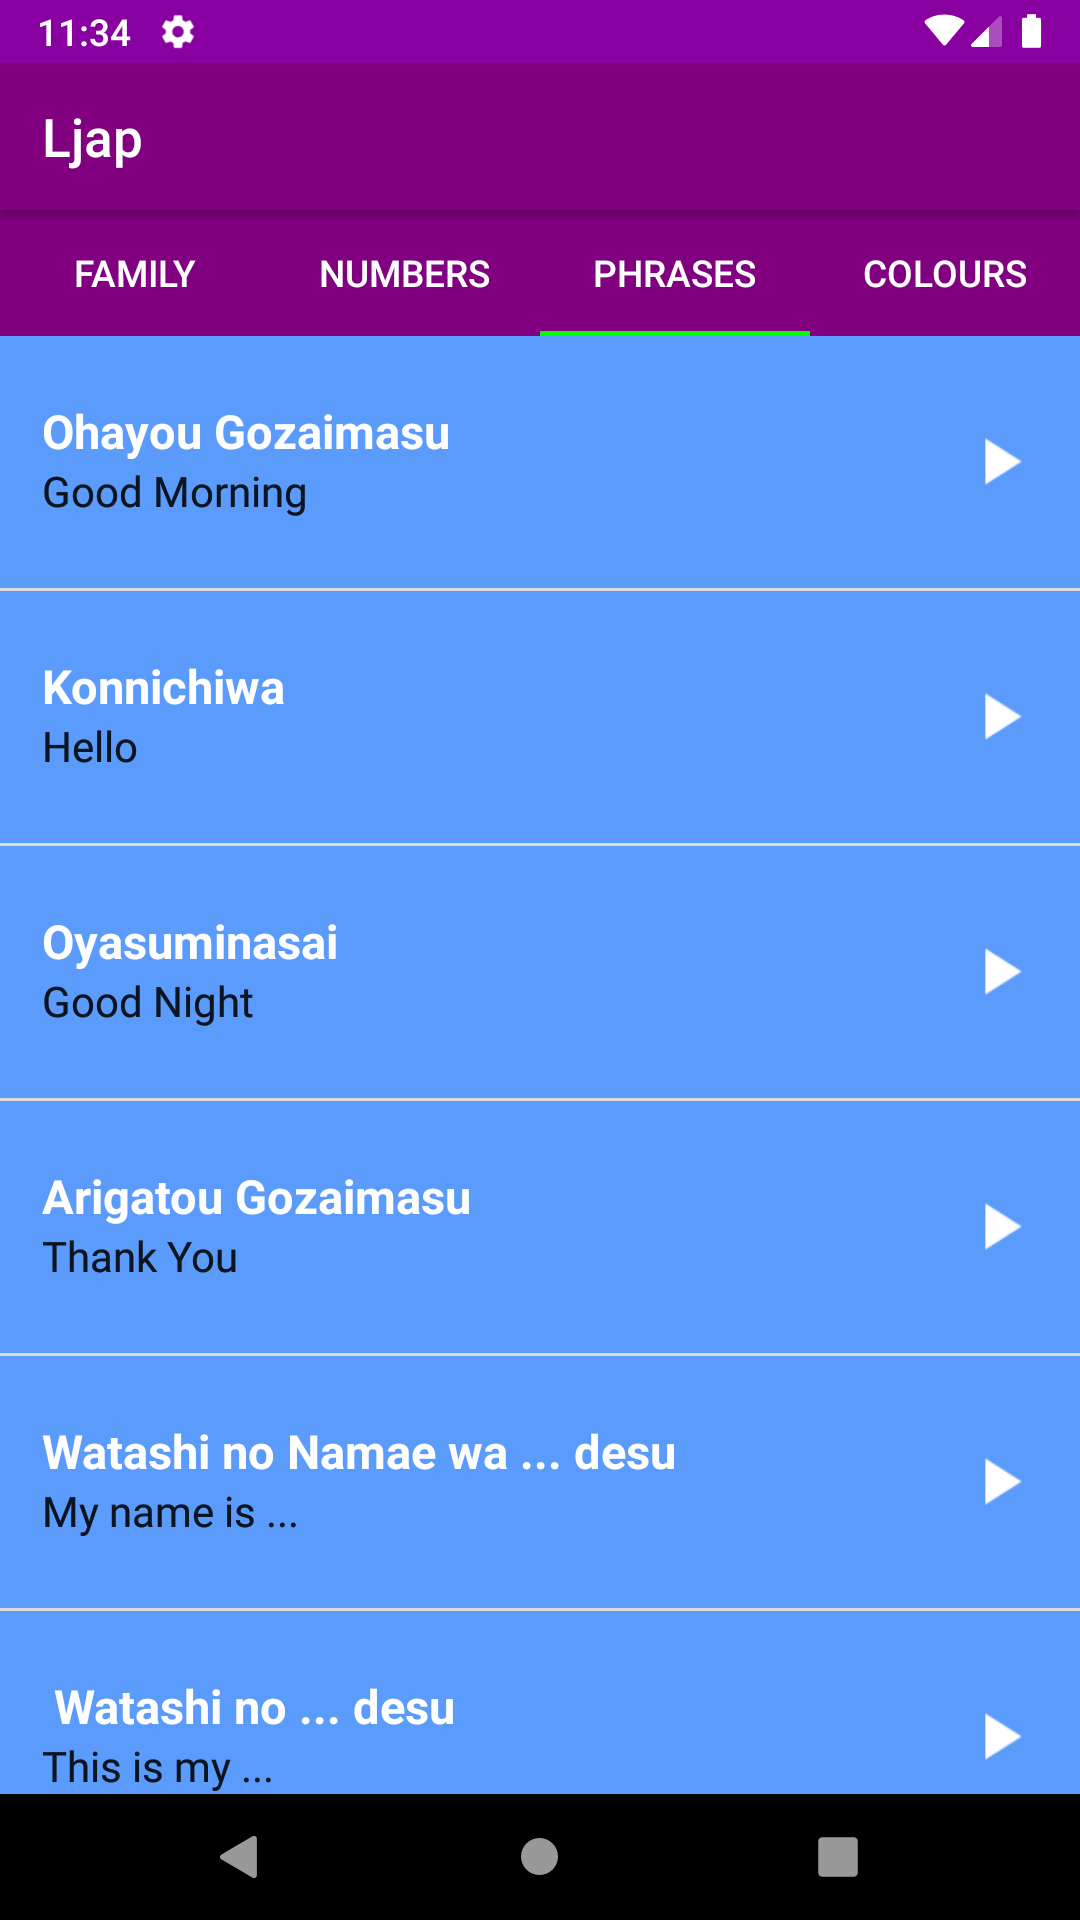 11:34
Ljap
FAMILY NUMBERS PHRASES COLOURS
Ohayou Gozaimasu
Good Morning
Konnichiwa
Hello
Oyasuminasai
Good Night
Arigatou Gozaimasu
Thank You
Watashi no Namae wa ... desu
My name is ...
Watashi no ... desu
This is my ...